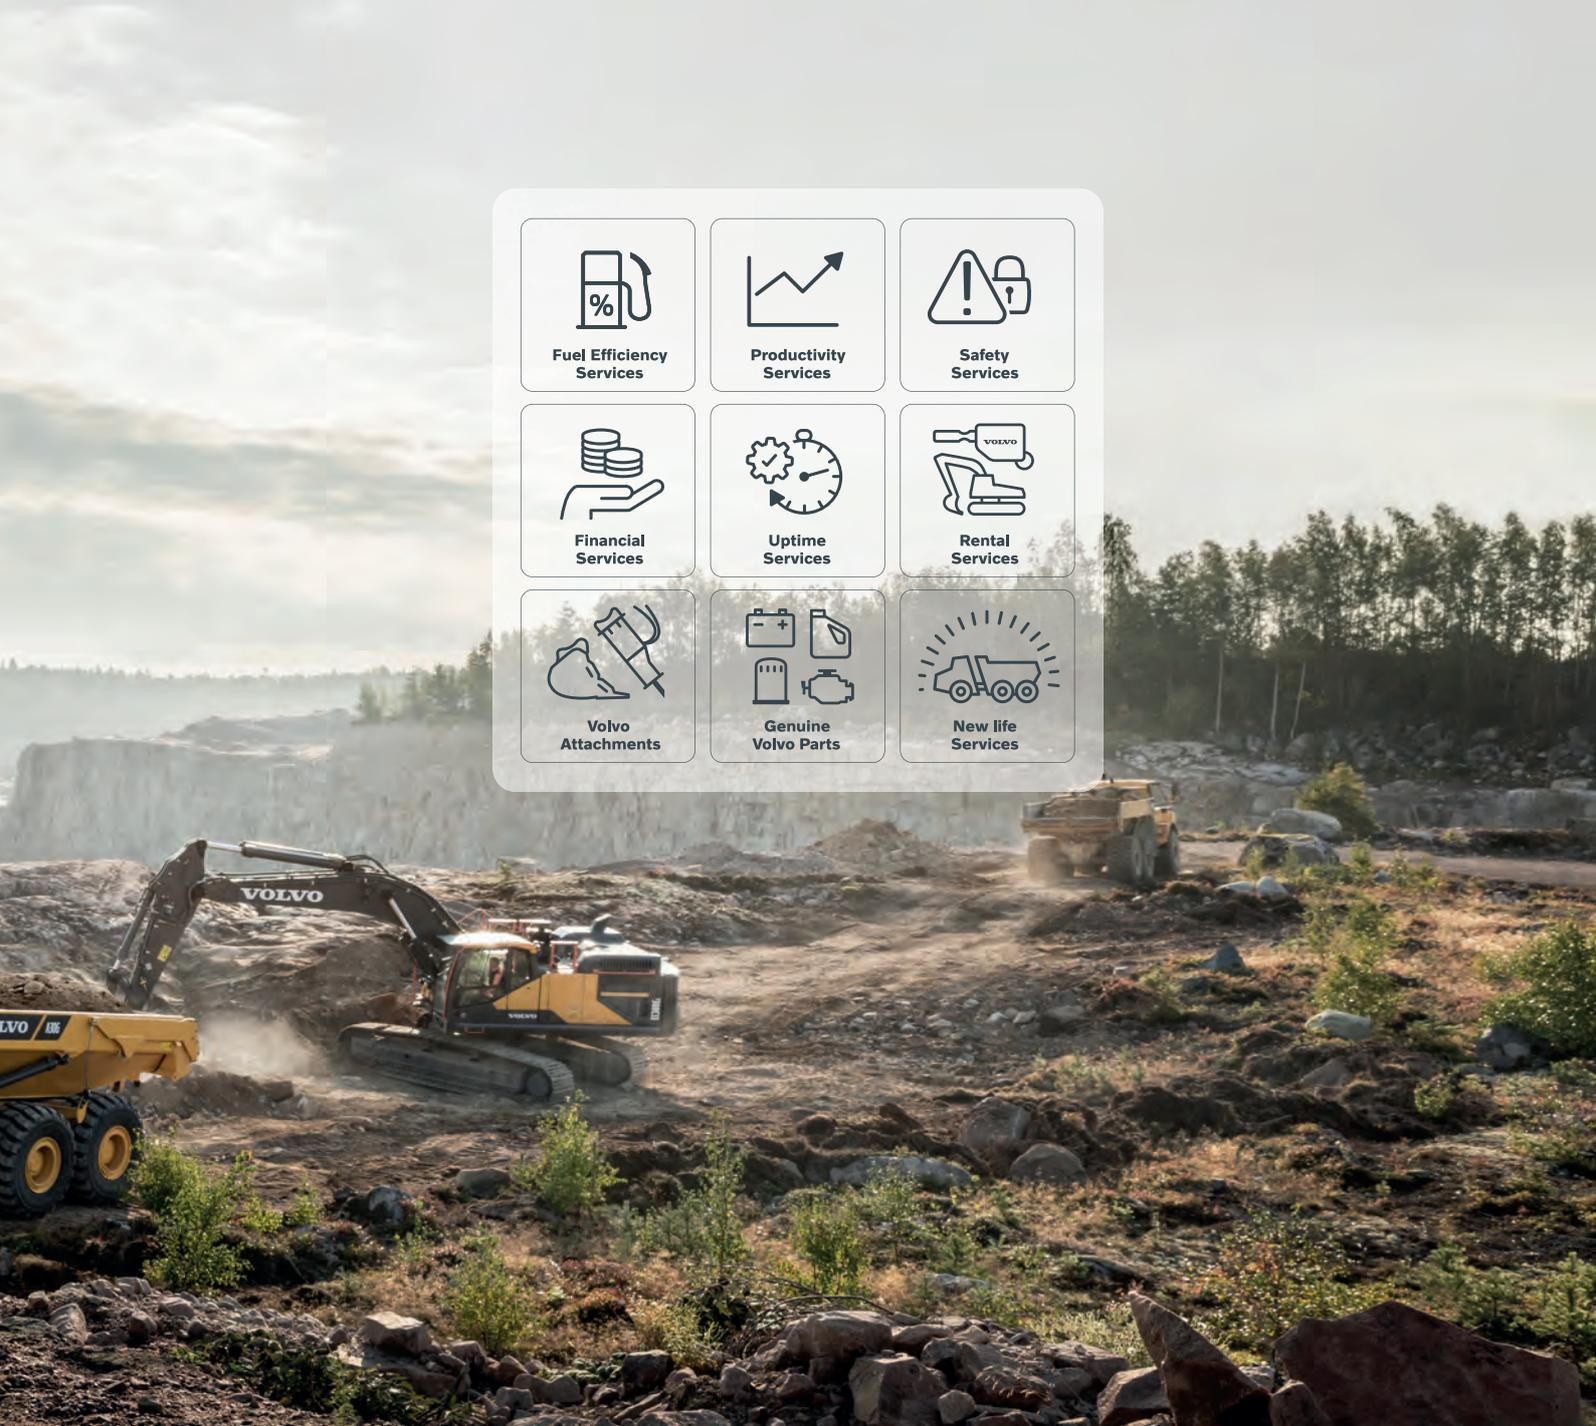 %
Fuel Efficiency
Services
Productivity
Services
!
Safety
Services
Financial
Services
Uptime
Services
VOLVO
Rental
Services
Volvo
Attachments
- +
Genuine
Volvo Parts
New life
Services
VOLVO
VOLVO
LVO